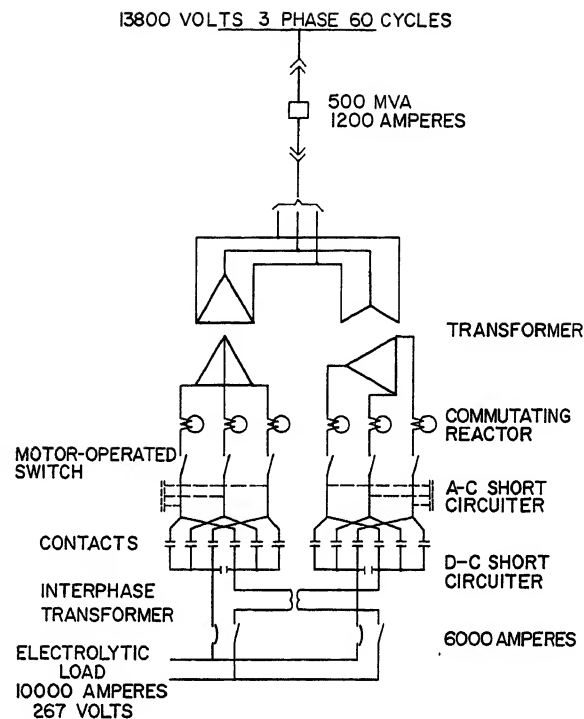 13800 VOLTS 3 PHASE 60 CYCLES
500 MVA
1200 AMPERES
TRANSFORMER
COMMUTATING
REACTOR
MOTOR-OPERATED
SWITCH
A-C SHORT
CIRCUITER
CONTACTS
D-C SHORT
CIRCUITER
INTERPHASE
TRANSFORMER
6000 AMPERES
ELECTROLYTIC
LOAD
10000 AMPERES
267 VOLTS